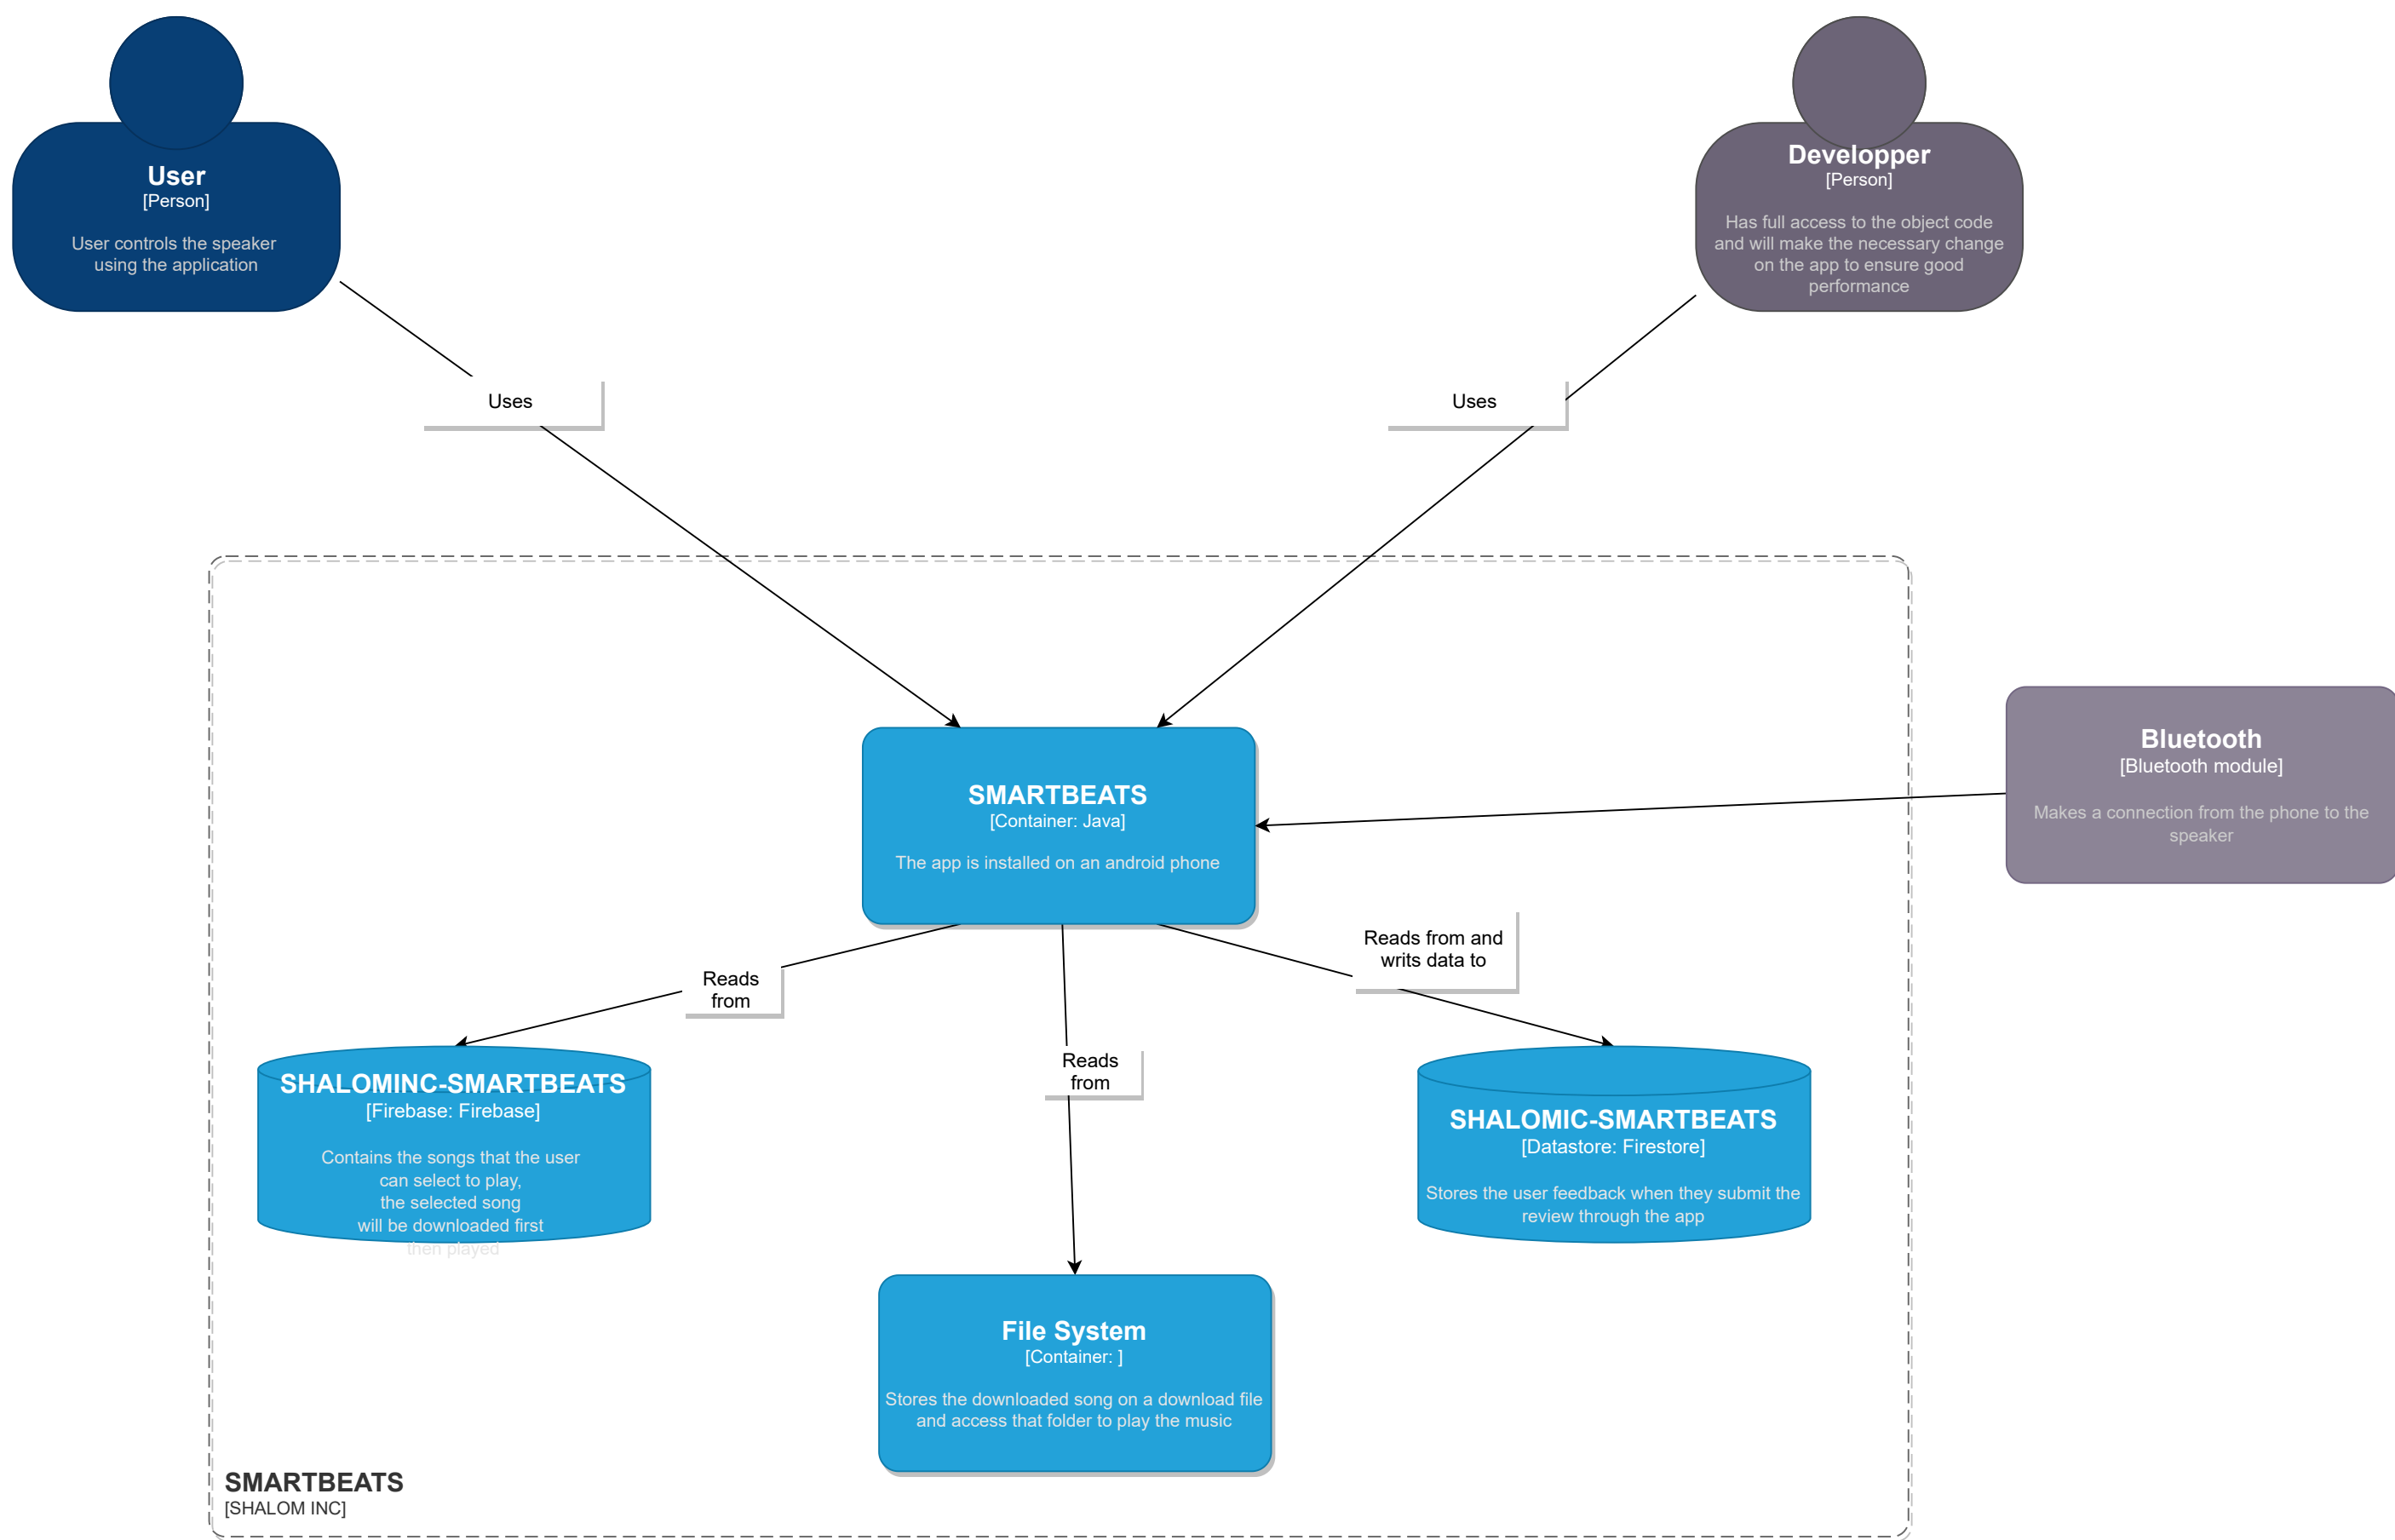 User
[Person]
User controls the speaker
using the application
Developper
[Person]
Has full access to the object code
and will make the necessary change
on the app to ensure good
performance
Uses
Uses
SMARTBEATS
[Container: Java]
The app is installed on an android phone
Bluetooth
[Bluetooth module]
Makes a connection from the phone to the
speaker
Reads
from
Reads
from
Reads from and
writs data to
SHALOMINC-SMARTBEATS
[Firebase: Firebase]
Contains the songs that the user
can select to play,
the selected song
will be downloaded first
then played
SHALOMIC-SMARTBEATS
[Datastore: Firestore]
Stores the user feedback when they submit the
review through the app
File System
[Container: ]
Stores the downloaded song on a download file
and access that folder to play the music
SMARTBEATS
[SHALOM INC]